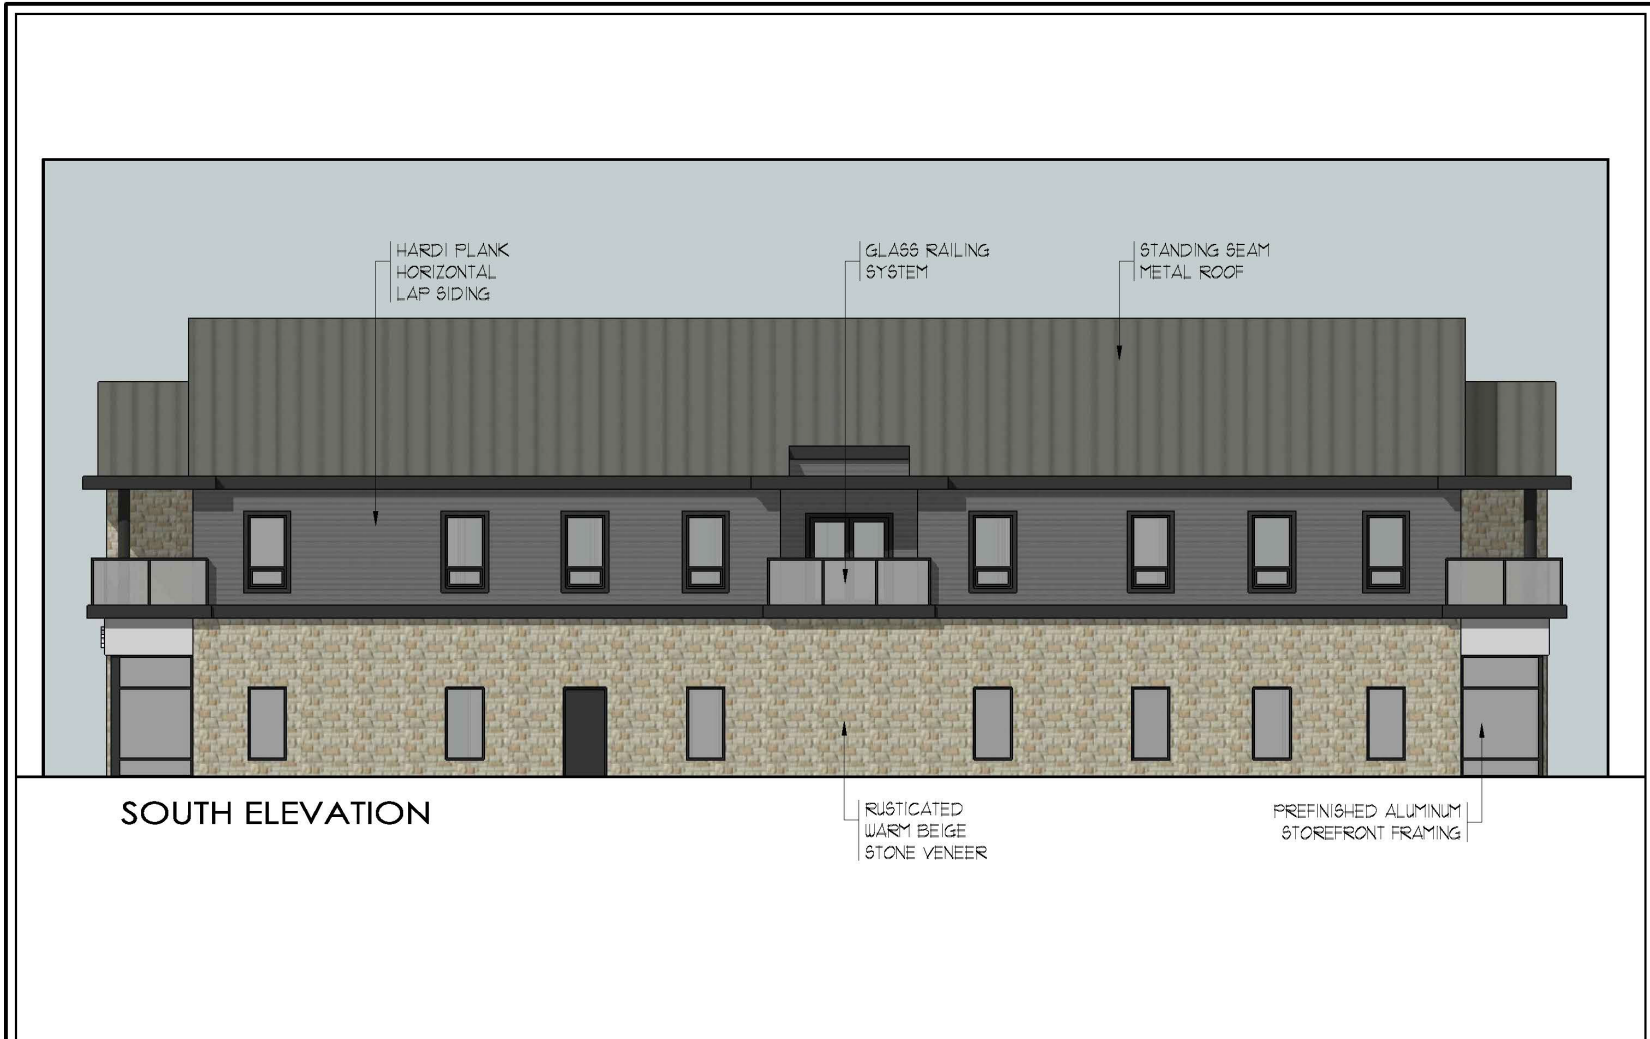 HARDI PLANK
HORIZONTAL
LAP SIDING
GLASS RAILING
SYSTEM
STANDING SEAM
METAL ROOF
SOUTH ELEVATION
RUSTICATED
WARM BEIGE
STONE VENEER
PREFINISHED ALUMINUM
STOREFRONT FRAMING